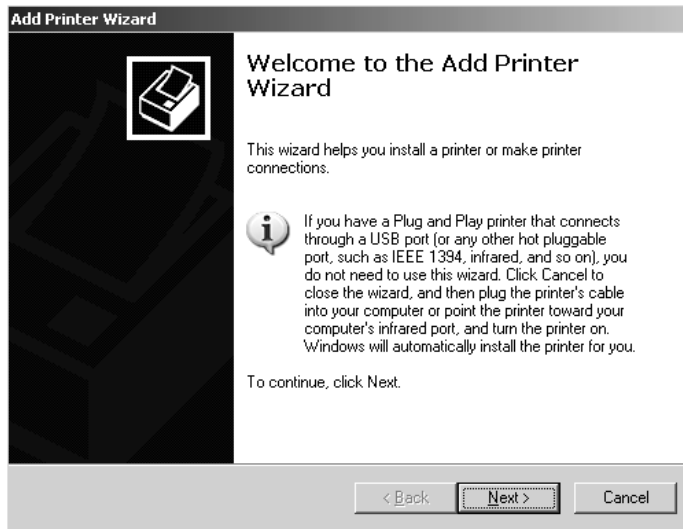 Add Printer Wizard
Welcome to the Add Printer
Wizard
This wizard helps you install a printer or make printer
connections.
If you have a Plug and Play printer that connects
through a USB port (or any other hot pluggable
port, such as IEEE 1394, infrared, and so on), you
do not need to use this wizard. Click Cancel to
close the wizard, and then plug the printer's cable
into your computer or point the printer toward your
computer's infrared port, and turn the printer on.
Windows will automatically install the printer for you.
To continue, click Next.
< Back Next > Cancel